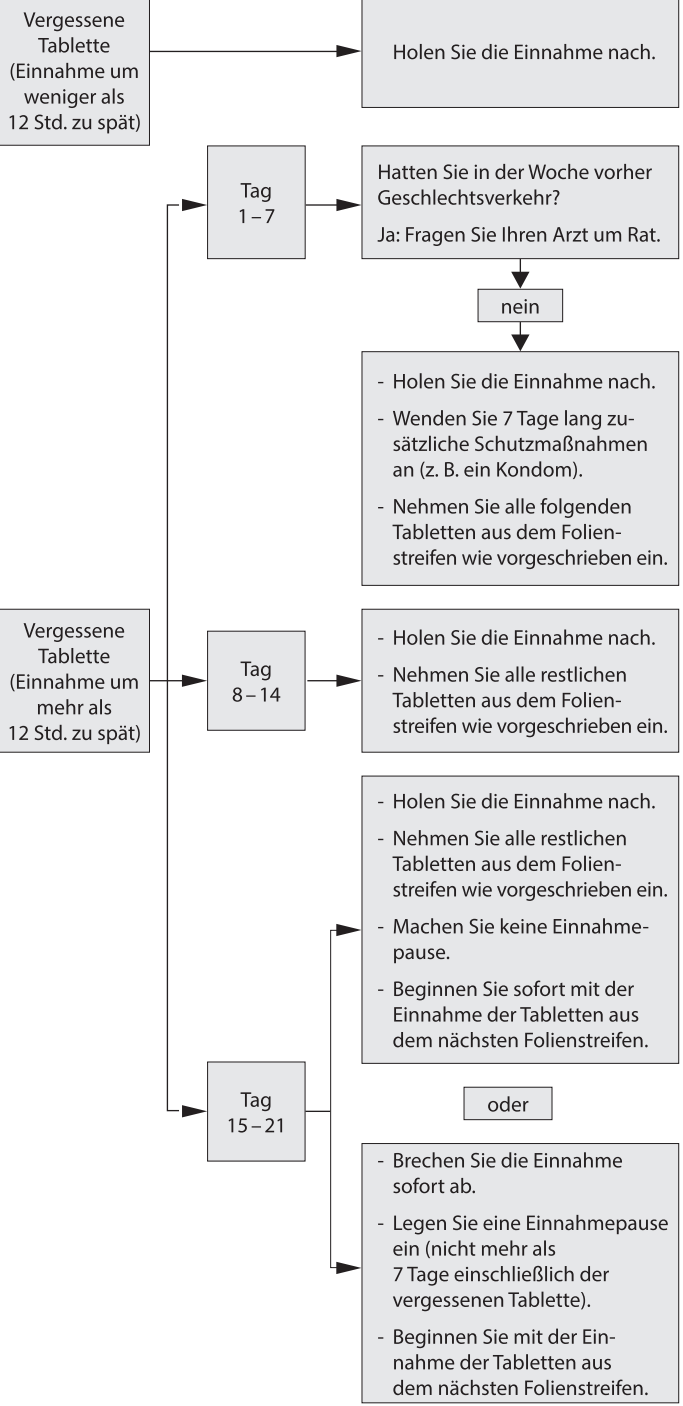 Vergessene
Tablette
(Einnahme um
weniger als
12 Std. zu spät)
Holen Sie die Einnahme nach.
Tag
1 – 7
Hatten Sie in der Woche vorher
Geschlechtsverkehr?
Ja: Fragen Sie Ihren Arzt um Rat.
nein
- Holen Sie die Einnahme nach.
- Wenden Sie 7 Tage lang zu-
sätzliche Schutzmaßnahmen
an (z. B. ein Kondom).
- Nehmen Sie alle folgenden
Tabletten aus dem Folien-
streifen wie vorgeschrieben ein.
Vergessene
Tablette
(Einnahme um
mehr als
12 Std. zu spät)
Tag
8 – 14
- Holen Sie die Einnahme nach.
- Nehmen Sie alle restlichen
Tabletten aus dem Folien-
streifen wie vorgeschrieben ein.
Tag
15 – 21
- Holen Sie die Einnahme nach.
- Nehmen Sie alle restlichen
Tabletten aus dem Folien-
streifen wie vorgeschrieben ein.
- Machen Sie keine Einnahme-
pause.
- Beginnen Sie sofort mit der
Einnahme der Tabletten aus
dem nächsten Folienstreifen.
oder
- Brechen Sie die Einnahme
sofort ab.
- Legen Sie eine Einnahmepause
ein (nicht mehr als
7 Tage einschließlich der
vergessenen Tablette).
- Beginnen Sie mit der Ein-
nahme der Tabletten aus
dem nächsten Folienstreifen.